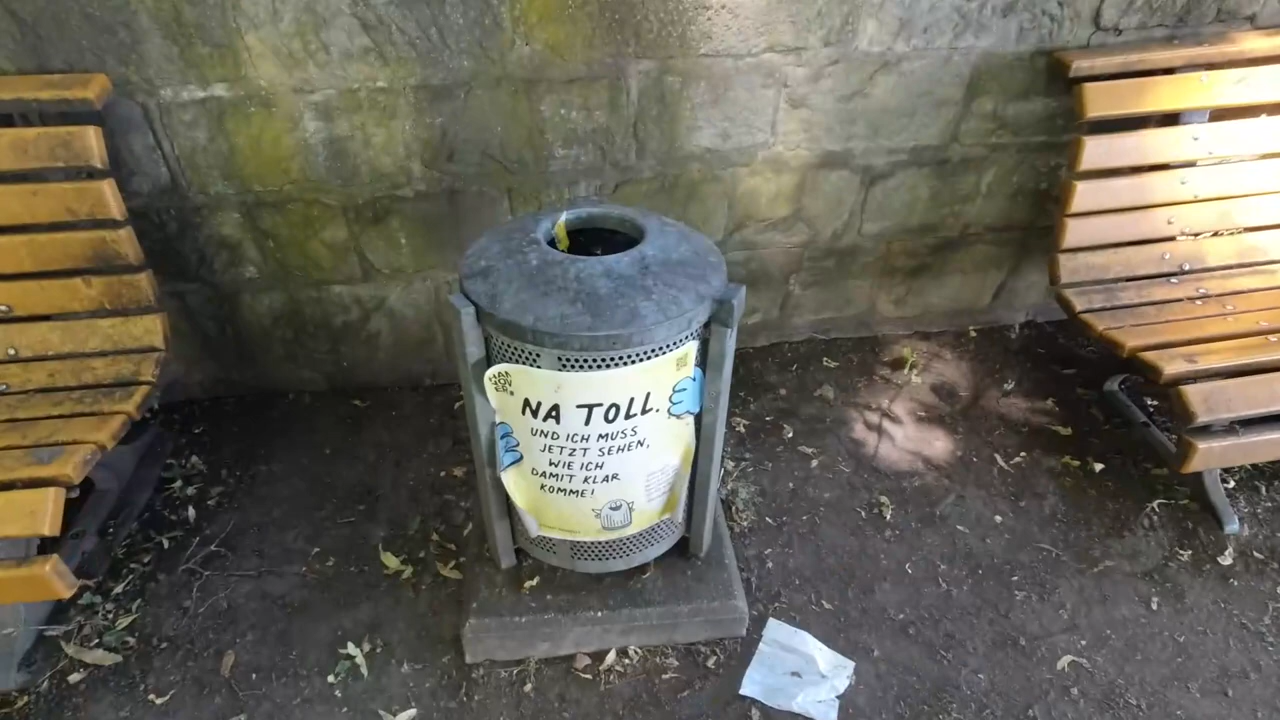 HAN
NOV
ER
NA TOLL.
UND ICH MUSS
JETZT SEHEN,
WIE ICH
DAMIT KLAR
KOMME!